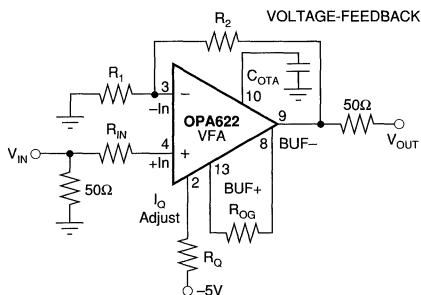 VOLTAGE-FEEDBACK
R2
R1
COTA
3
–In
–
10
OPA622
VFA
9
50Ω
VOUT
8
BUF–
RIN
VIN
4
+In
+
50Ω
2
13
BUF+
IQ
Adjust
ROG
RQ
–5V